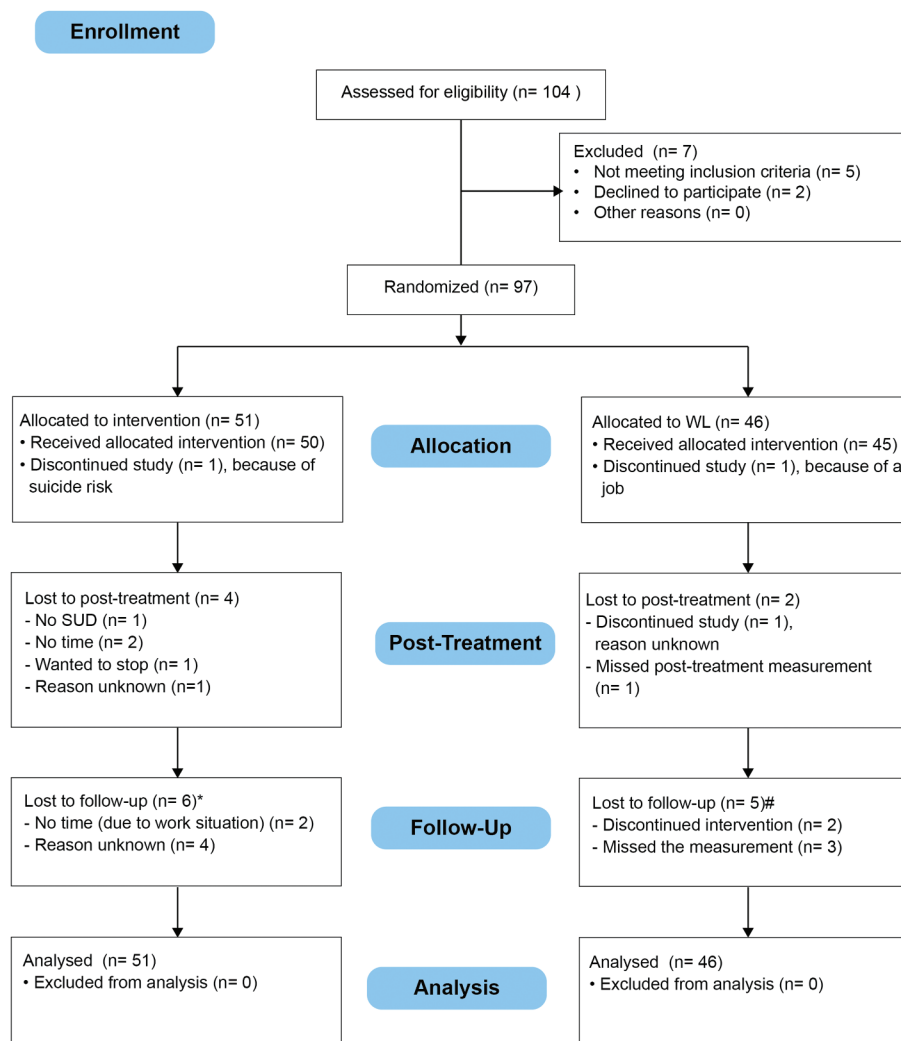 Enrollment
Assessed for eligibility (n= 104 )
Excluded (n= 7)
• Not meeting inclusion criteria (n= 5)
• Declined to participate (n= 2)
• Other reasons (n= 0)
Randomized (n= 97)
Allocated to intervention (n= 51)
• Received allocated intervention (n= 50)
• Discontinued study (n= 1), because of
suicide risk
Allocation
Allocated to WL (n= 46)
• Received allocated intervention (n= 45)
• Discontinued study (n= 1), because of a
job
Lost to post-treatment (n= 4)
- No SUD (n= 1)
- No time (n= 2)
- Wanted to stop (n= 1)
- Reason unknown (n=1)
Post-Treatment
Lost to post-treatment (n= 2)
- Discontinued study (n= 1),
reason unknown
- Missed post-treatment measurement
(n= 1)
Lost to follow-up (n= 6)*
- No time (due to work situation) (n= 2)
- Reason unknown (n= 4)
Follow-Up
Lost to follow-up (n= 5)#
- Discontinued intervention (n= 2)
- Missed the measurement (n= 3)
Analysed (n= 51)
• Excluded from analysis (n= 0)
Analysis
Analysed (n= 46)
• Excluded from analysis (n= 0)